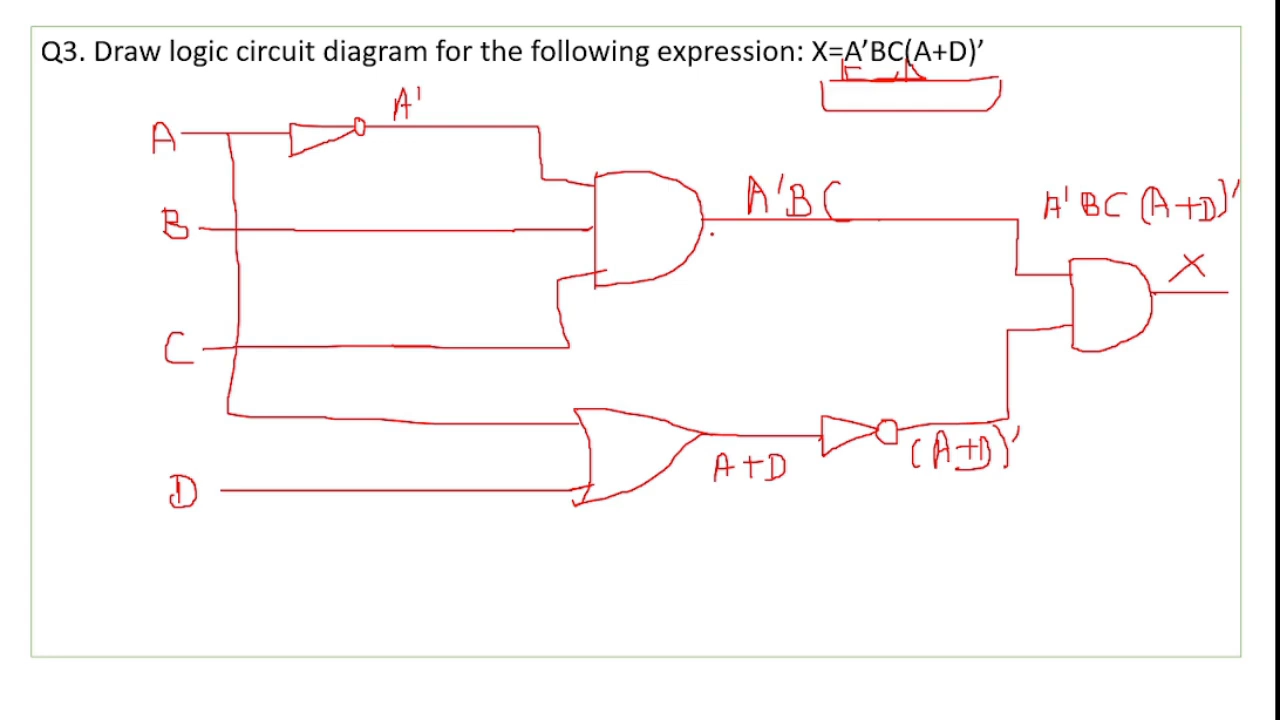 Q3. Draw logic circuit diagram for the following expression: X=A’BC(A+D)’
A'
A
B
A'BC
A' BC (A+D)'
X
C
A+D
(A+D)'
D